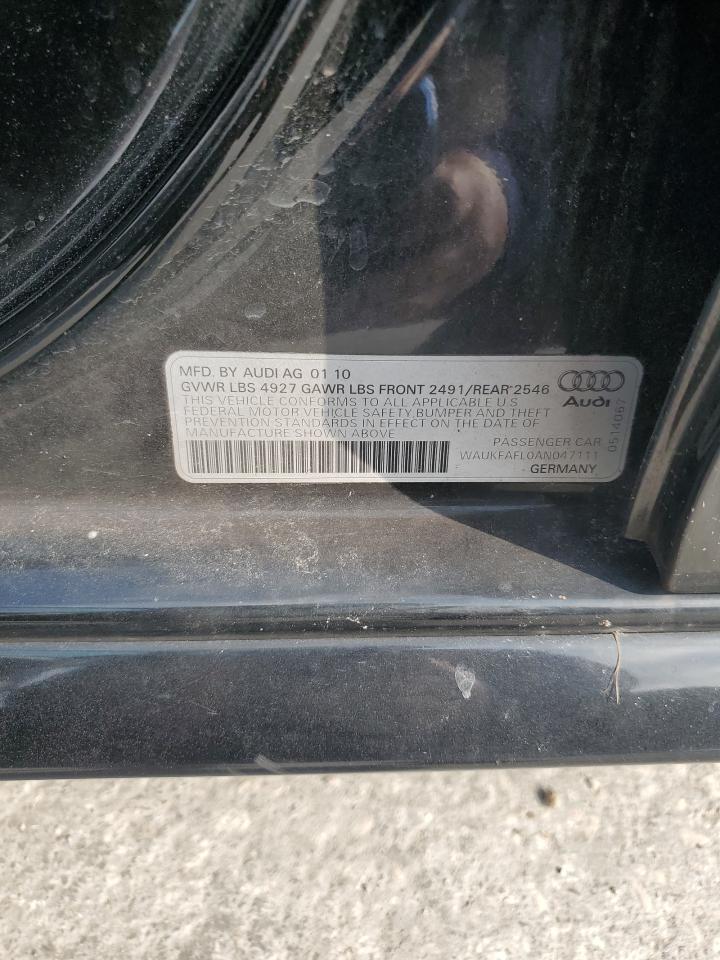 MFD. BY AUDI AG 01 10
GVWR LBS 4927 GAWR LBS FRONT 2491/REAR 2546
THIS VEHICLE CONFORMS TO ALL APPLICABLE U S
FEDERAL MOTOR VEHICLE SAFETY, BUMPER AND THEFT
PREVENTION STANDARDS IN EFFECT ON THE DATE OF
MANUFACTURE SHOWN ABOVE
PASSENGER CAR
WAUKFAFL0AN047111
GERMANY
Audi
0514067